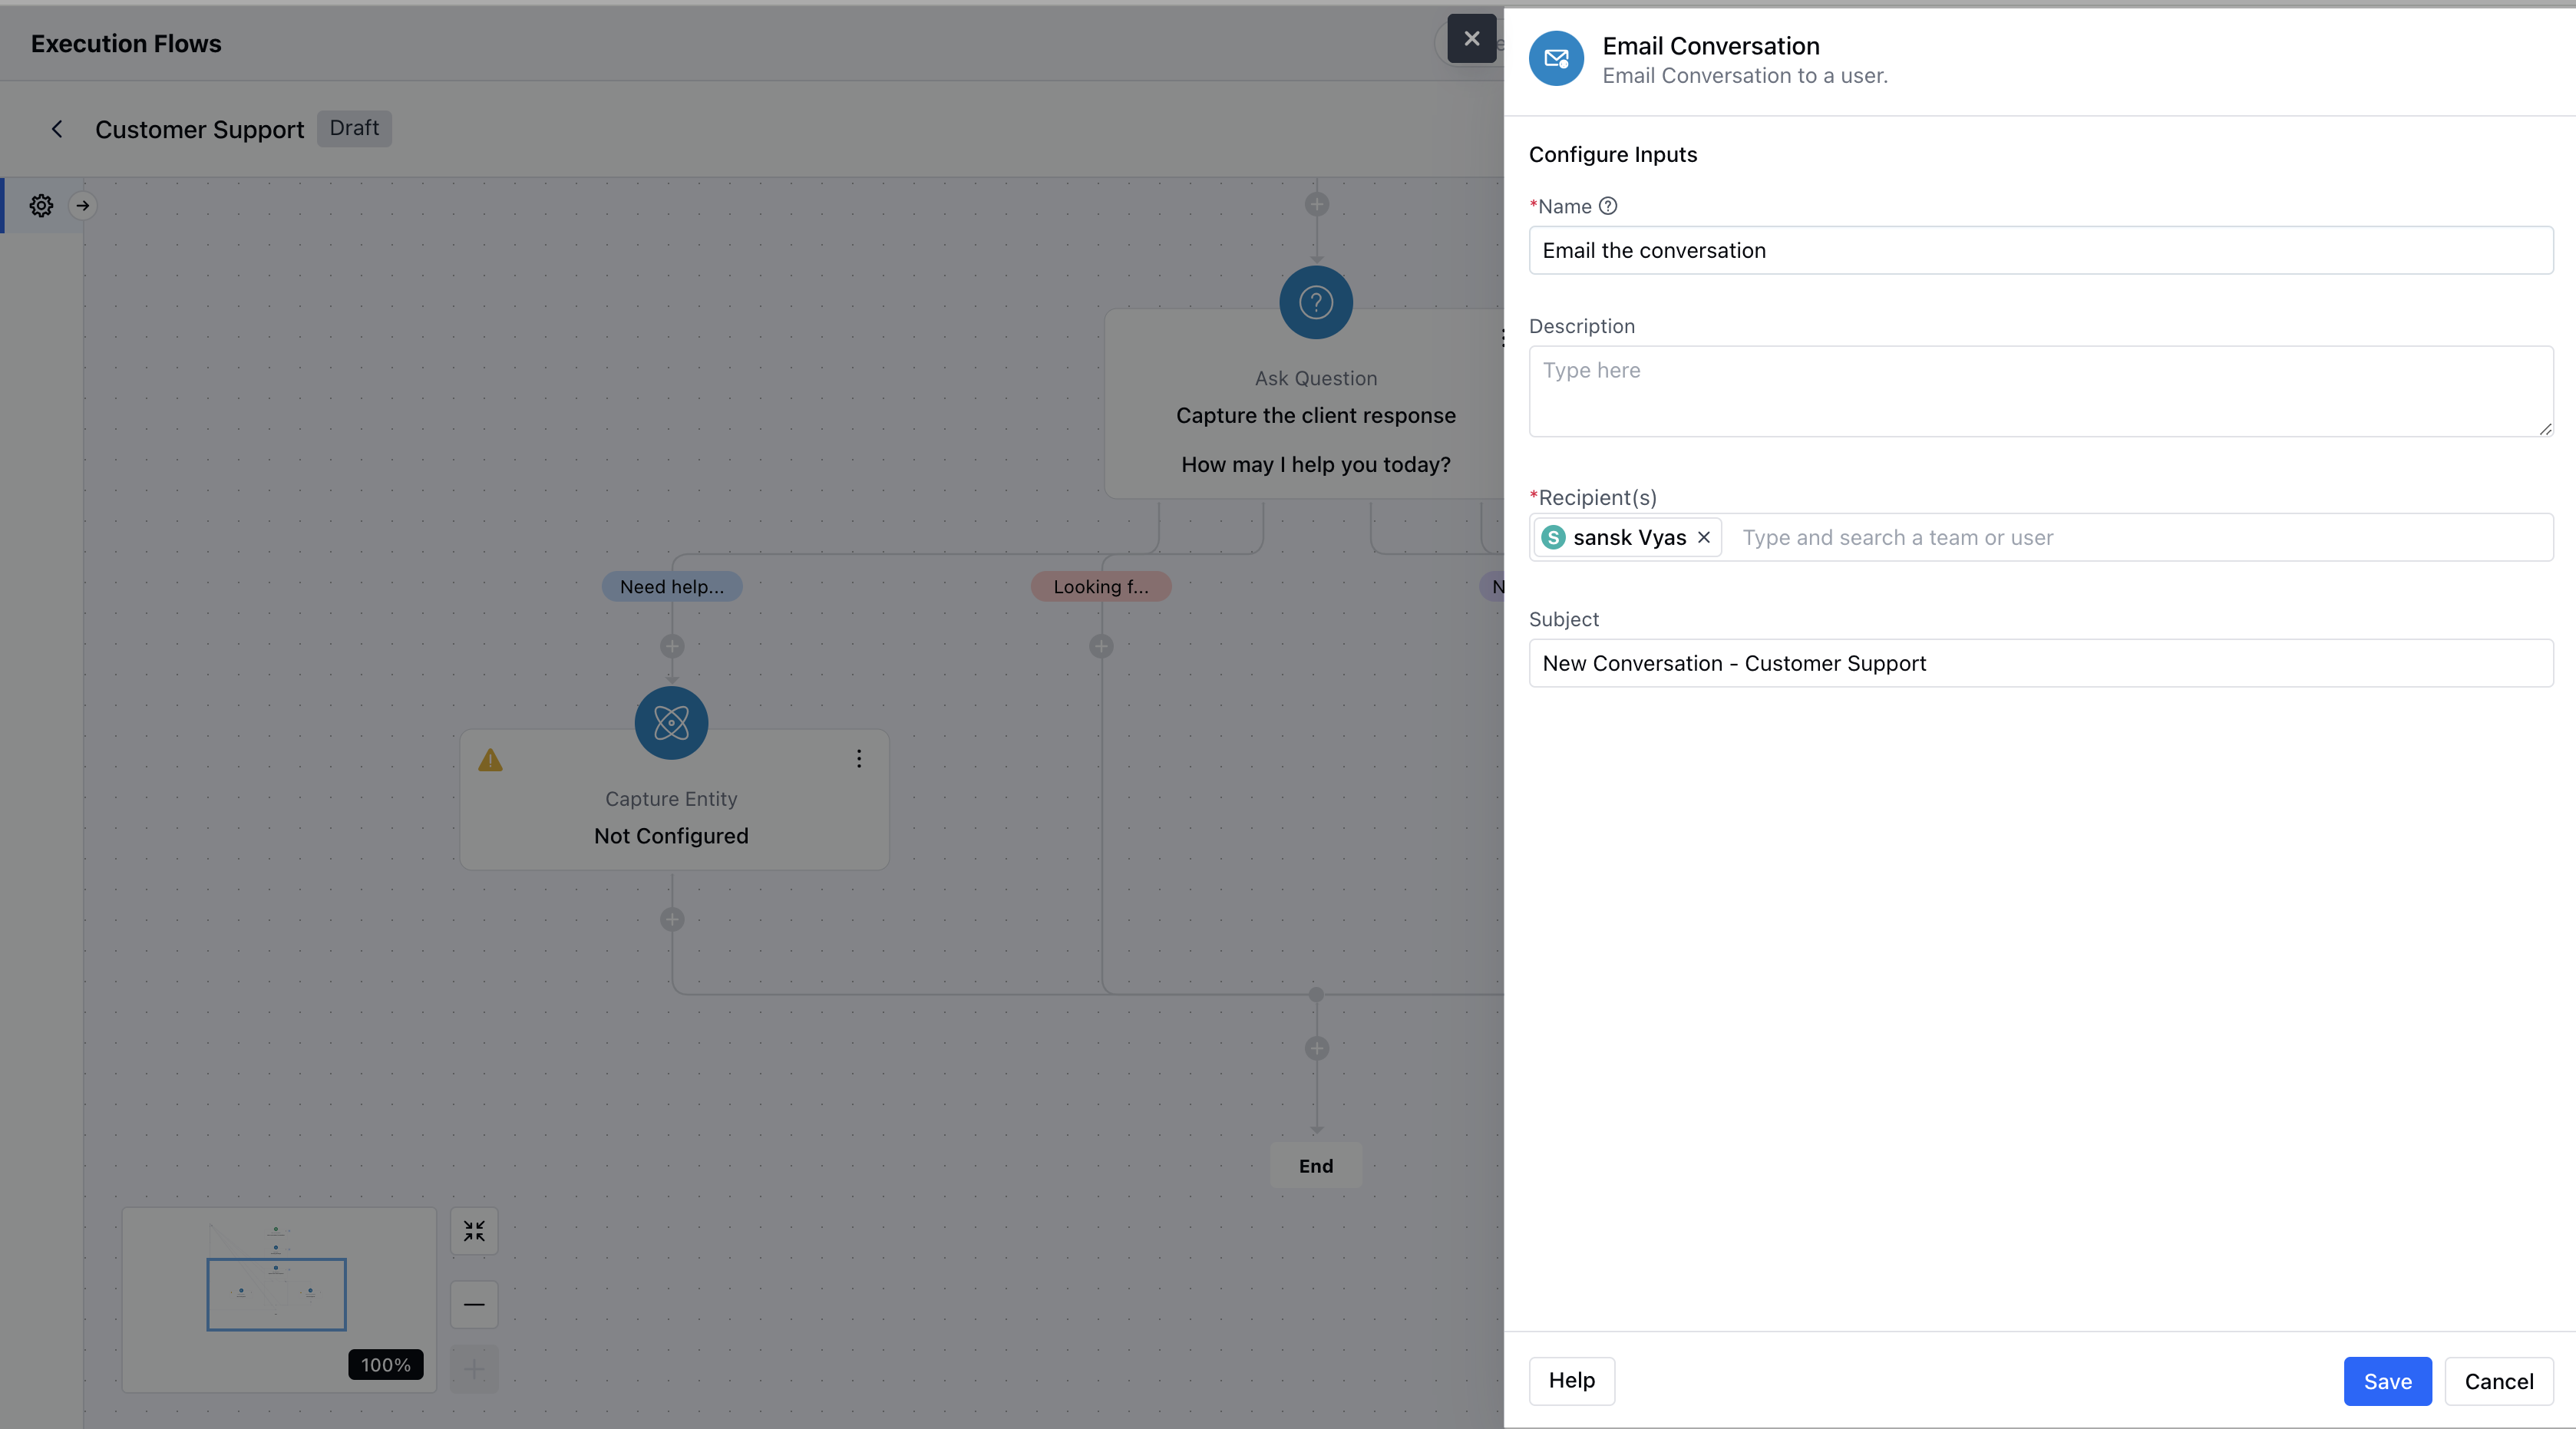 Execution Flows
Customer Support
Draft
Ask Question
Capture the client response
How may I help you today?
Need help...
Looking f...
N
Capture Entity
Not Configured
End
100%
Email Conversation
Email Conversation to a user.
Configure Inputs
*Name
Email the conversation
Description
Type here
*Recipient(s)
S sansk Vyas
Type and search a team or user
Subject
New Conversation - Customer Support
Help
Save
Cancel